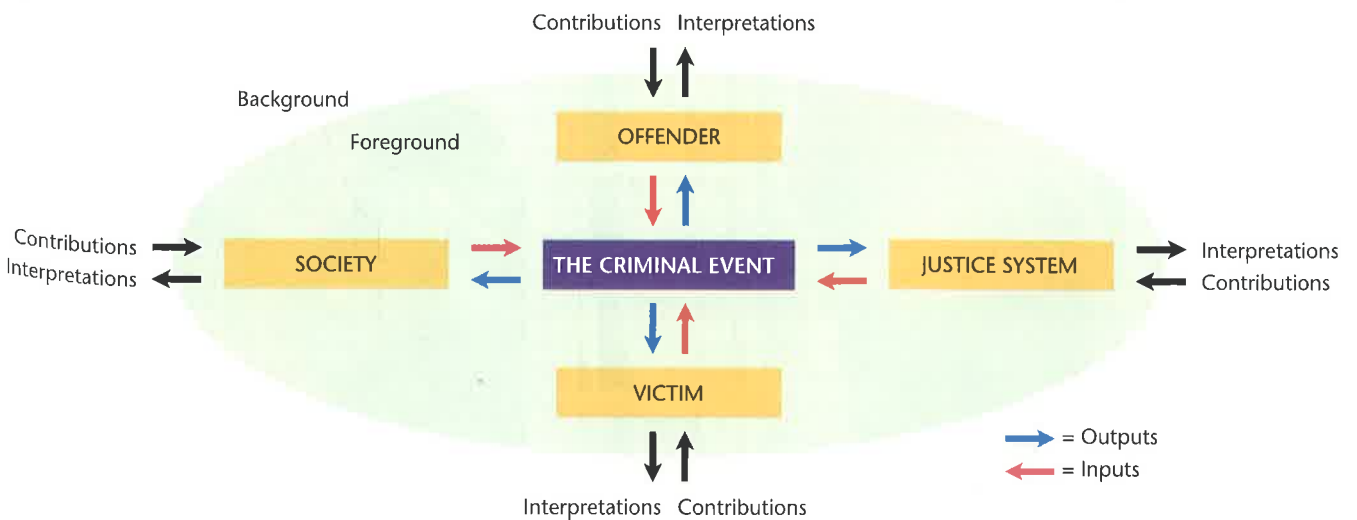 Contributions Interpretations
Background
OFFENDER
Foreground
Contributions
Interpretations
SOCIETY
THE CRIMINAL EVENT
JUSTICE SYSTEM
Interpretations
Contributions
VICTIM
= Outputs
= Inputs
Interpretations Contributions